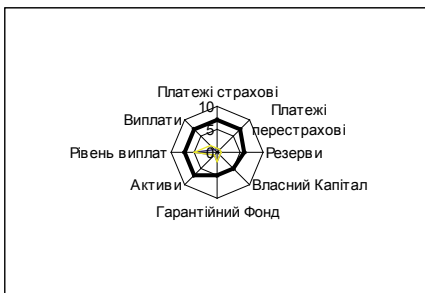 Платежі страхові
Платежі
перестрахові
Резерви
Власний Капітал
Гарантійний Фонд
Активи
Рівень виплат
Виплати
10
5
0